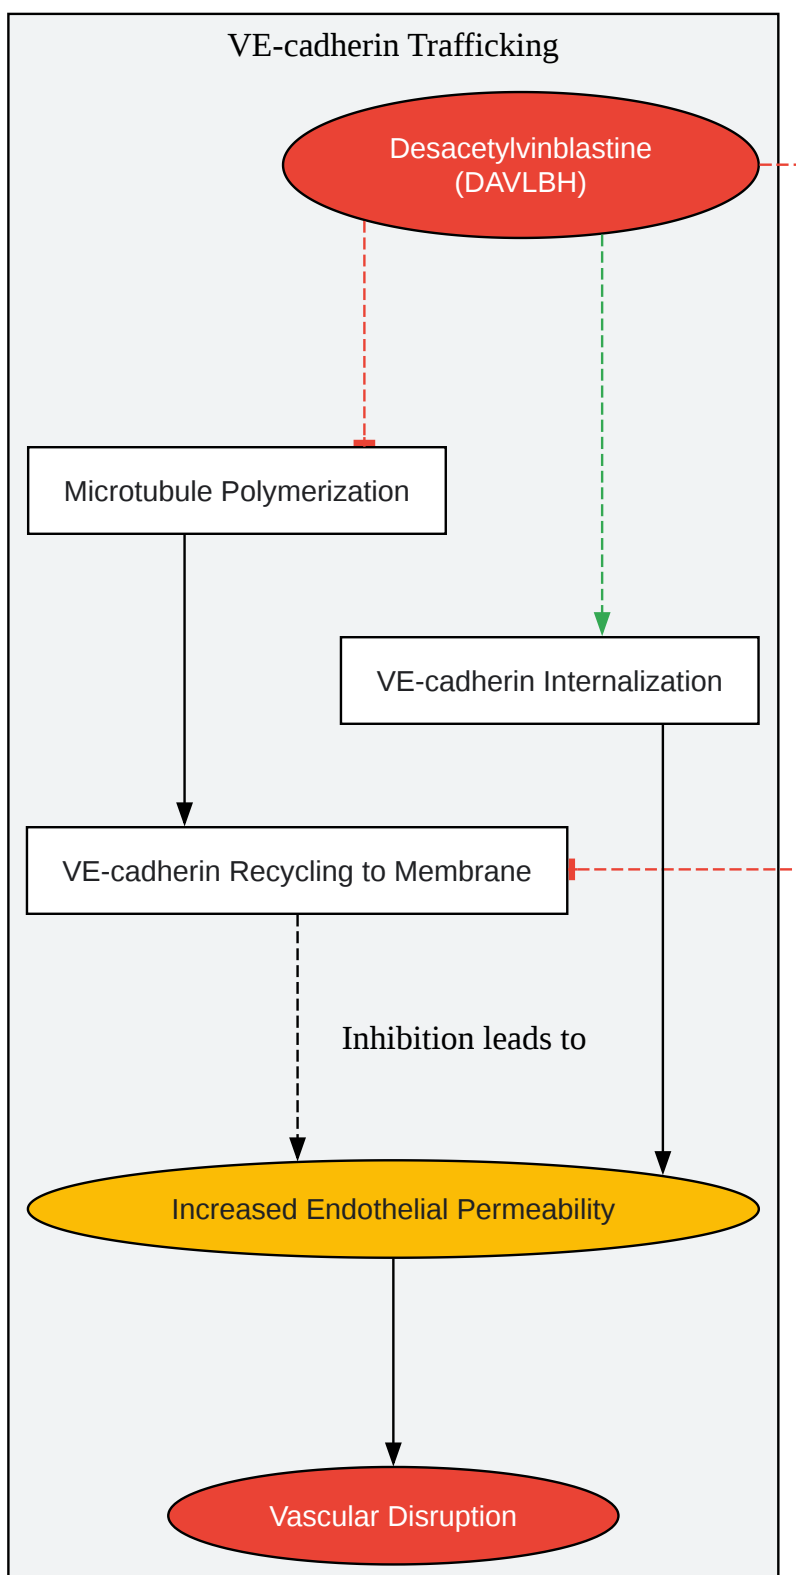 VE-cadherin Trafficking
Desacetylvinblastine
(DAVLBH)
Microtubule Polymerization
VE-cadherin Internalization
VE-cadherin Recycling to Membrane
Inhibition leads to
Increased Endothelial Permeability
Vascular Disruption